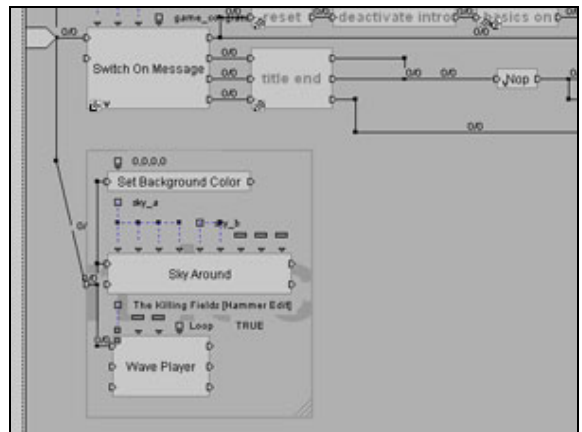 reset
deactivate intro
basics on
0/0
Switch On Message
0/0
0/0
0/0
title end
0/0
0/0
Nop
0/0
0,0,0,0
Set Background Color
sky_a
sky_b
0/
Sky Around
0/0
The Killing Fields [Hammer Edit]
Loop TRUE
0/0
Wave Player